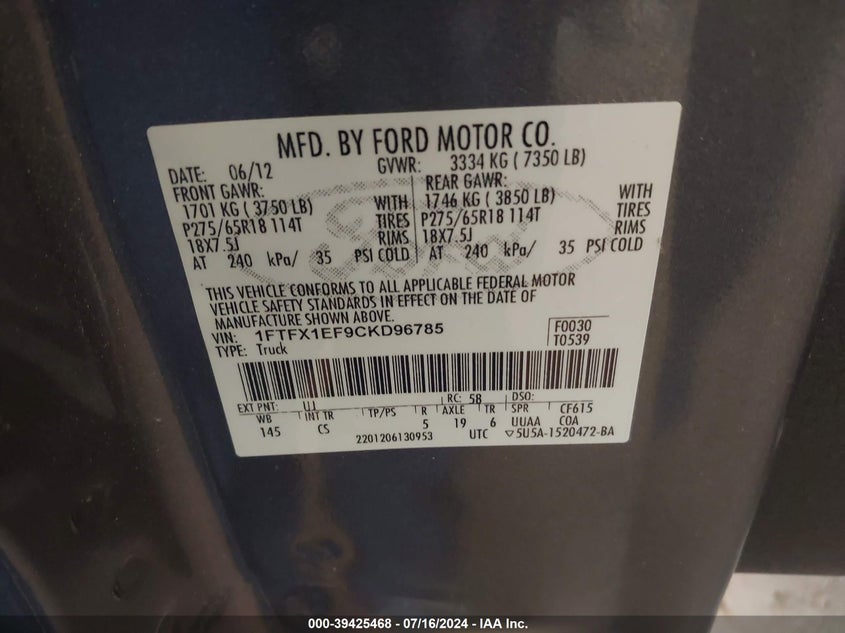 MFD. BY FORD MOTOR CO.
DATE: 06/12 GVWR: 3334 KG ( 7350 LB)
FRONT GAWR: REAR GAWR:
1701 KG ( 3750 LB) WITH 1746 KG ( 3850 LB) WITH
P275/65R18 114T TIRES P275/65R18 114T TIRES
18X7.5J RIMS 18X7.5J RIMS
AT 240 kPa/ 35 PSI COLD AT 240 kPa/ 35 PSI COLD
THIS VEHICLE CONFORMS TO ALL APPLICABLE FEDERAL MOTOR
VEHICLE SAFETY STANDARDS IN EFFECT ON THE DATE OF
MANUFACTURE SHOWN ABOVE.
VIN: 1FTFX1EF9CKD96785 F0030
TYPE: Truck T0539
EXT PNT: UJ RC: 58 DSO:
WB INT TR TP/PS R AXLE TR SPR CF615
145 CS 5 19 6 UUAA COA
2201206130953 UTC ▽5U5A-1520472-BA
000-39425468 - 07/16/2024 - IAA Inc.